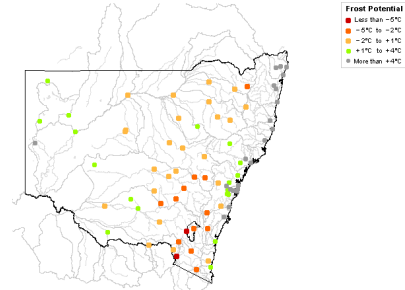 Frost Potential
Less than -5°C
-5°C to -2°C
-2°C to +1°C
+1°C to +4°C
More than +4°C